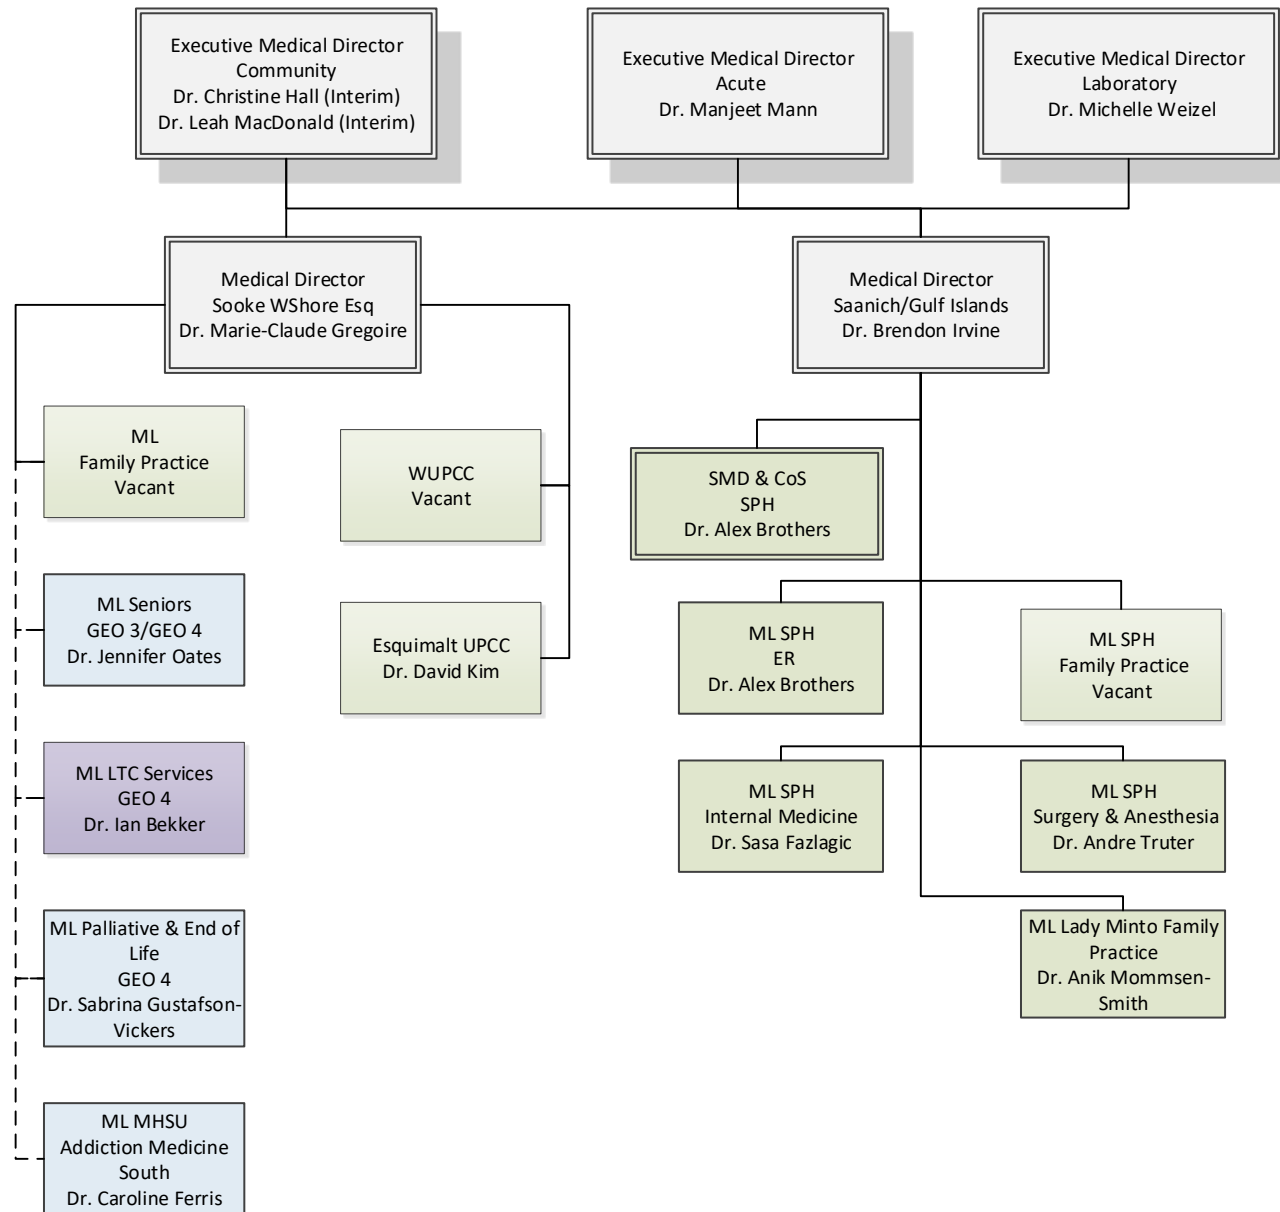 Executive Medical Director
Community
Dr. Christine Hall (Interim)
Dr. Leah MacDonald (Interim)
Executive Medical Director
Acute
Dr. Manjeet Mann
Executive Medical Director
Laboratory
Dr. Michelle Weizel
Medical Director
Sooke WShore Esq
Dr. Marie-Claude Gregoire
Medical Director
Saanich/Gulf Islands
Dr. Brendon Irvine
ML
Family Practice
Vacant
WUPCC
Vacant
SMD & CoS
SPH
Dr. Alex Brothers
ML Seniors
GEO 3/GEO 4
Dr. Jennifer Oates
Esquimalt UPCC
Dr. David Kim
ML SPH
ER
Dr. Alex Brothers
ML SPH
Family Practice
Vacant
ML LTC Services
GEO 4
Dr. Ian Bekker
ML SPH
Internal Medicine
Dr. Sasa Fazlagic
ML SPH
Surgery & Anesthesia
Dr. Andre Truter
ML Palliative & End of
Life
GEO 4
Dr. Sabrina Gustafson-
Vickers
ML Lady Minto Family
Practice
Dr. Anik Mommsen-
Smith
ML MHSU
Addiction Medicine
South
Dr. Caroline Ferris